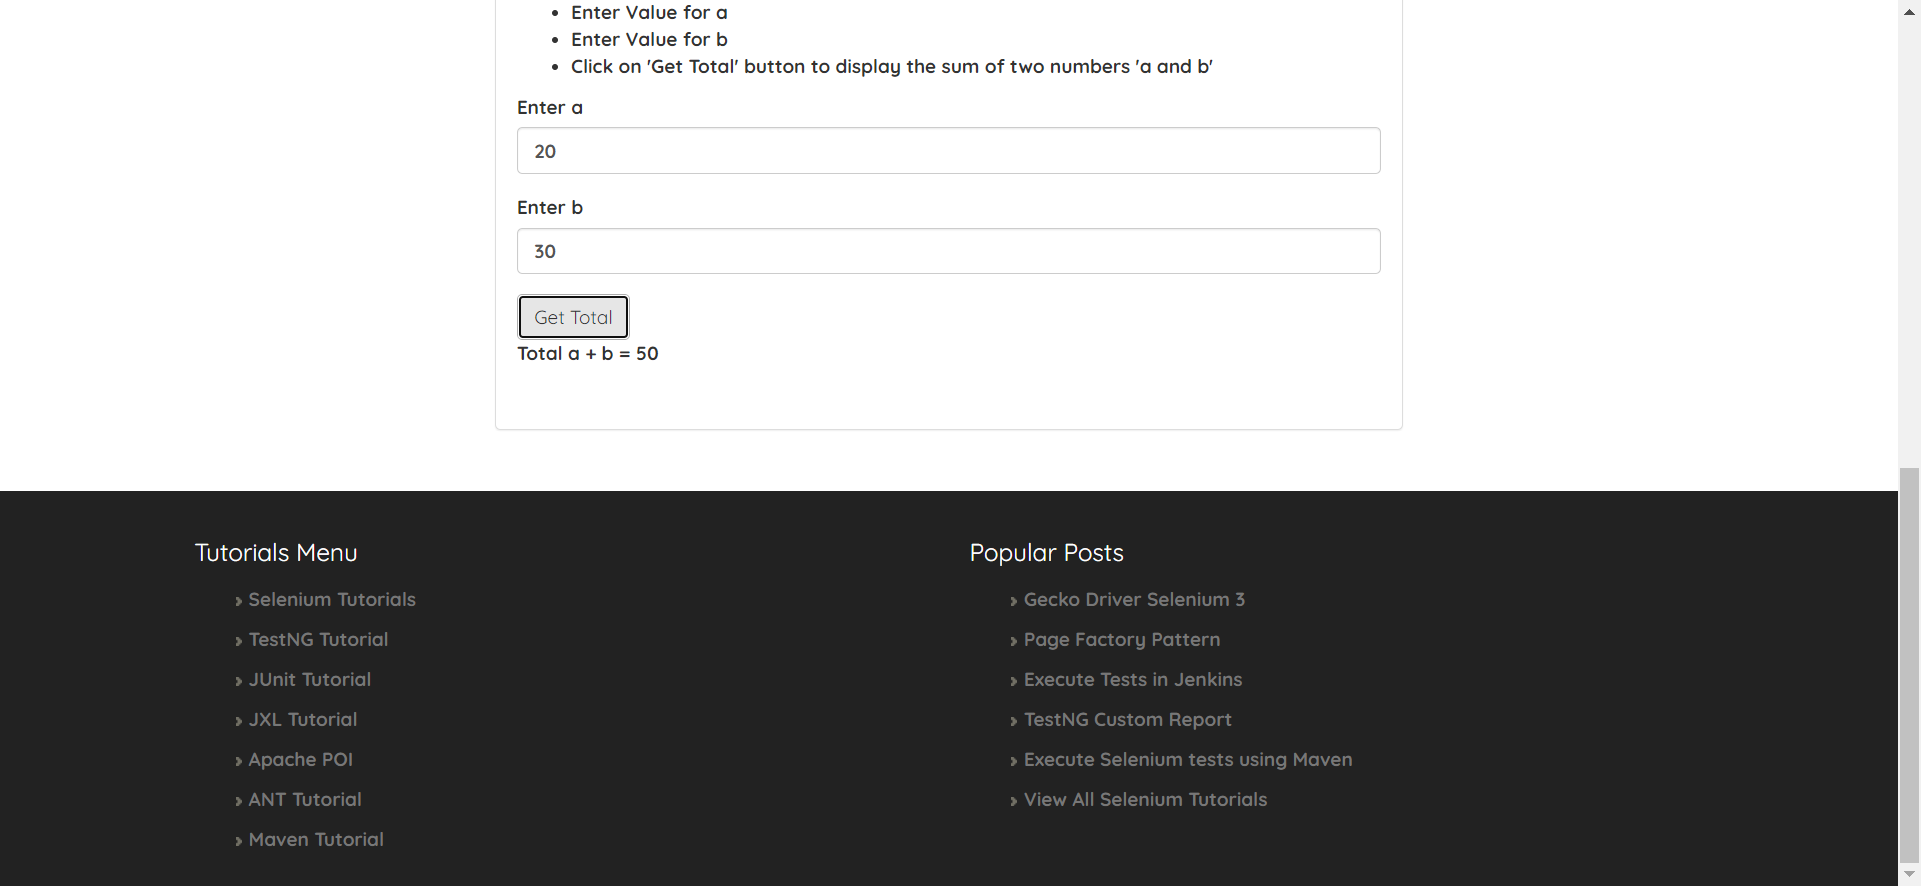 Enter Value for a
Enter Value for b
Click on 'Get Total' button to display the sum of two numbers 'a and b'
Enter a
20
Enter b
30
Get Total
Total a + b = 50
Tutorials Menu
Selenium Tutorials
TestNG Tutorial
JUnit Tutorial
JXL Tutorial
Apache POI
ANT Tutorial
Maven Tutorial
Popular Posts
Gecko Driver Selenium 3
Page Factory Pattern
Execute Tests in Jenkins
TestNG Custom Report
Execute Selenium tests using Maven
View All Selenium Tutorials